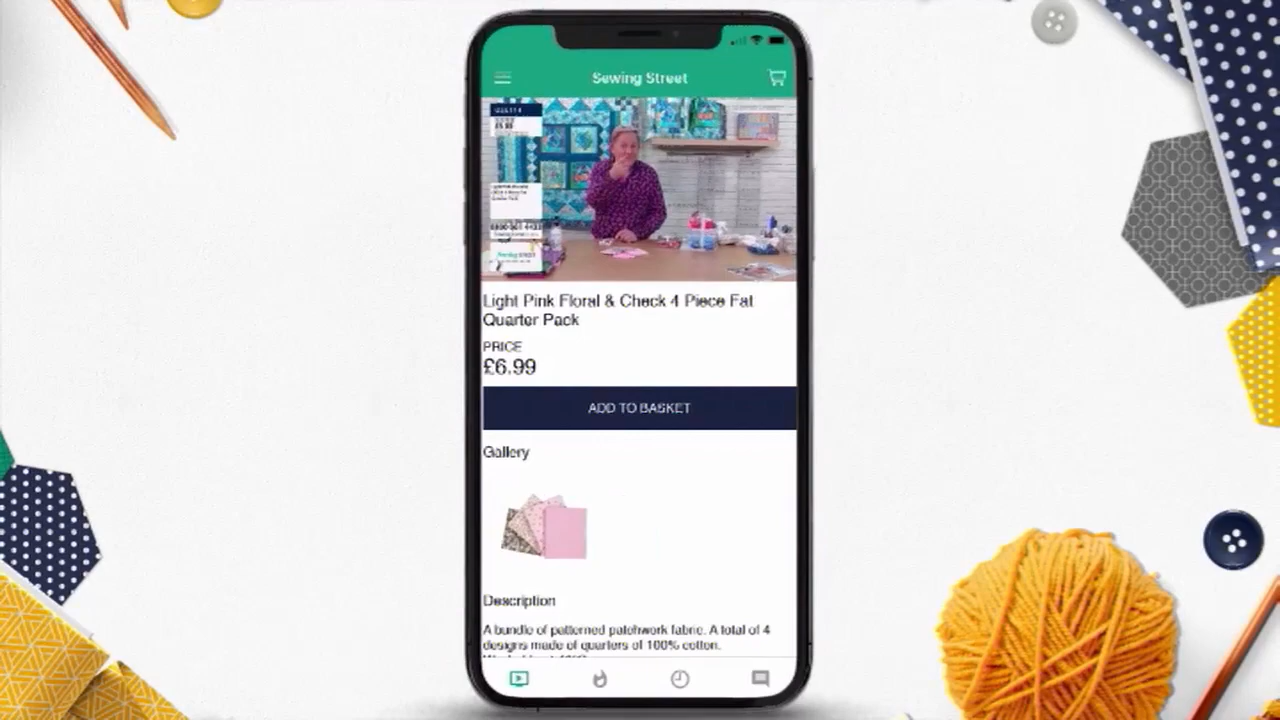 Sewing Street
Light Pink Floral & Check 4 Piece Fat
Quarter Pack
PRICE
£6.99
ADD TO BASKET
Gallery
Description
A bundle of patterned patchwork fabric. A total of 4
designs made of quarters of 100% cotton.